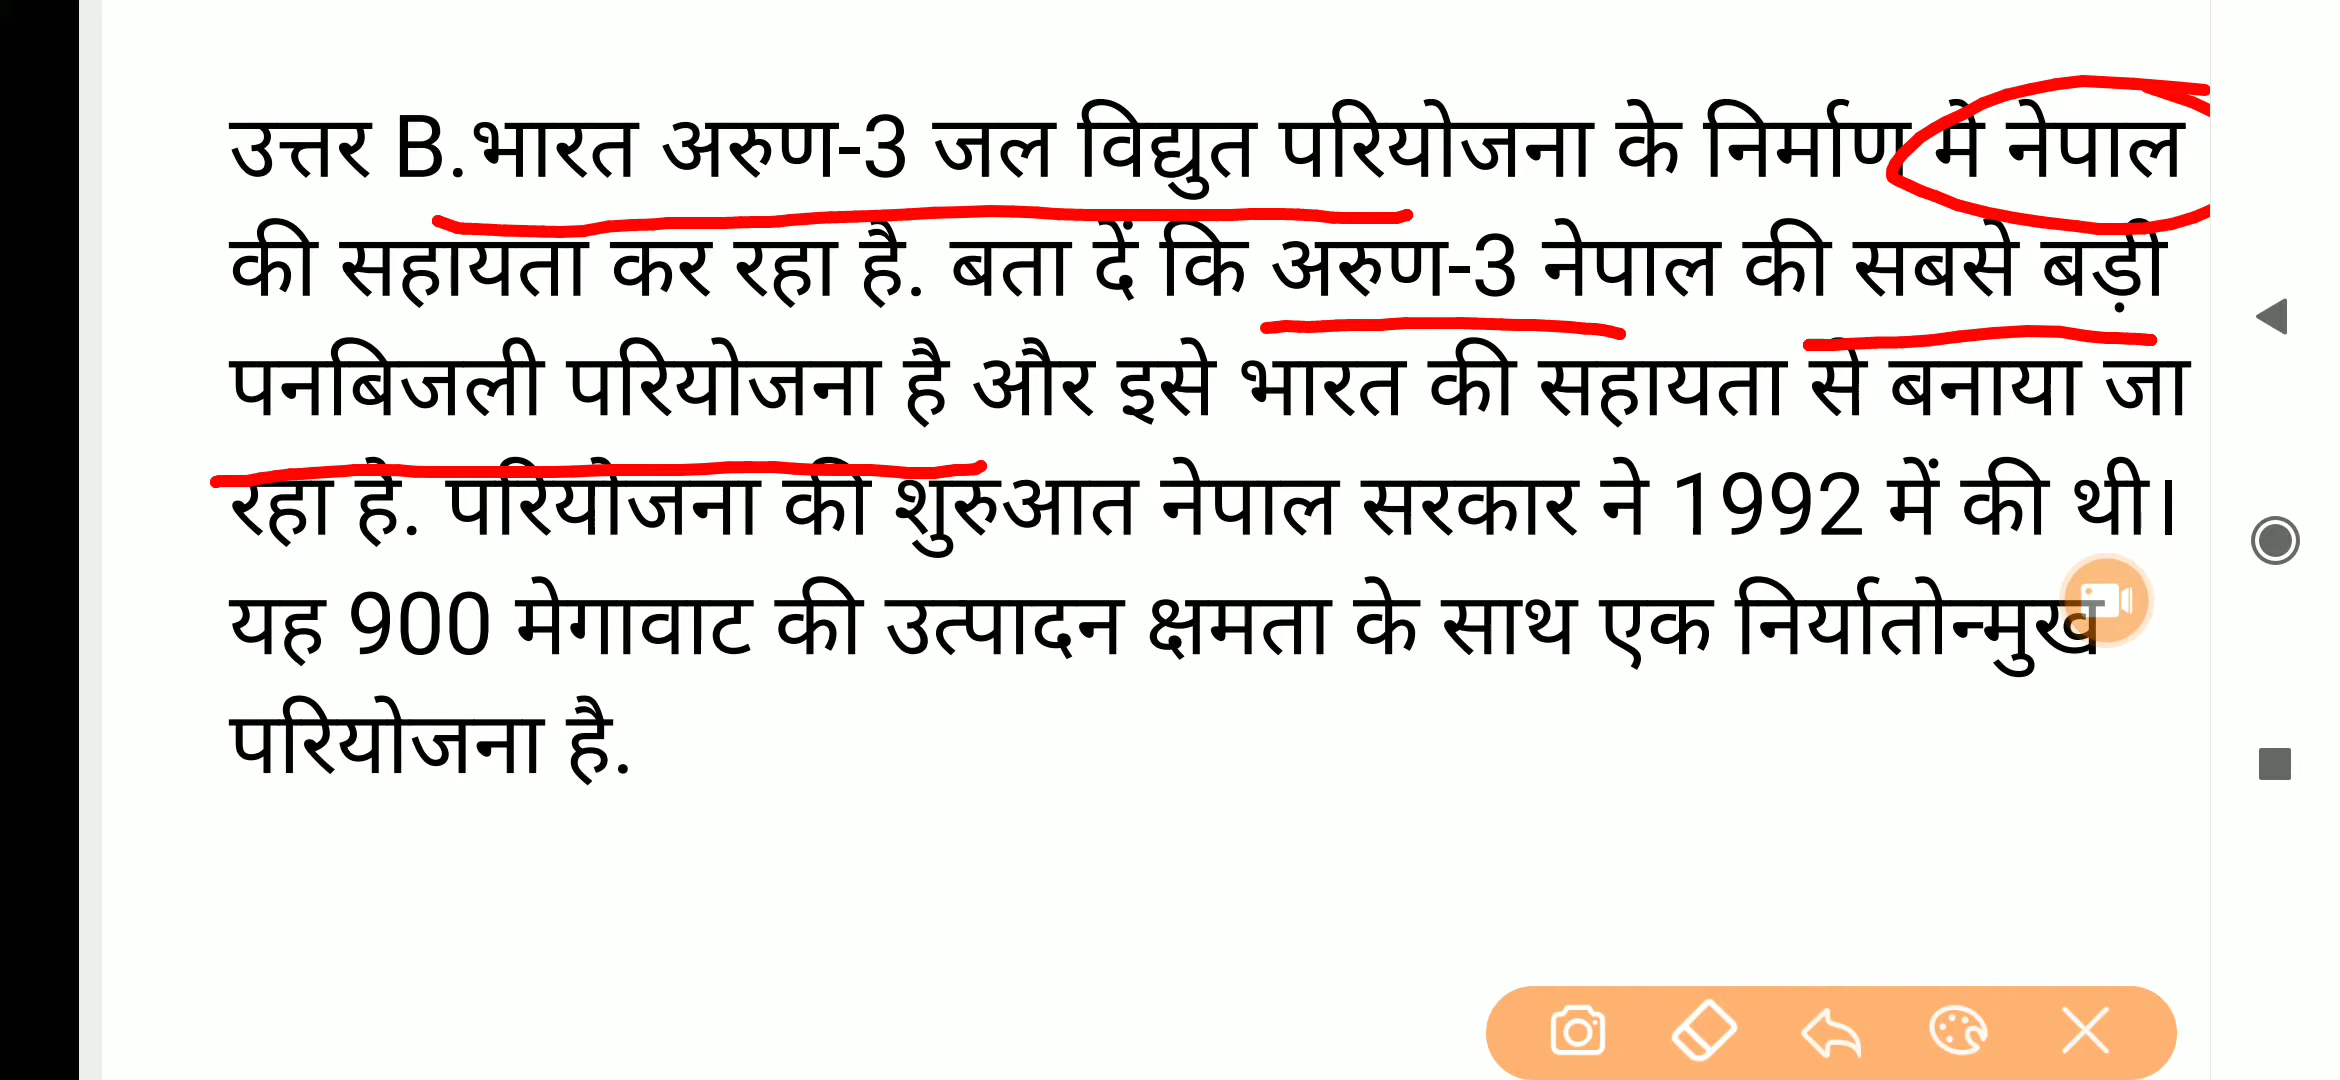 उत्तर B.भारत अरुण-3 जल विद्युत परियोजना के निर्माण में नेपाल
की सहायता कर रहा है. बता दें कि अरुण-3 नेपाल की सबसे बड़ी
पनबिजली परियोजना है और इसे भारत की सहायता से बनाया जा
रहा है. परियोजना की शुरुआत नेपाल सरकार ने 1992 में की थी।
यह 900 मेगावाट की उत्पादन क्षमता के साथ एक निर्यातोन्मुख
परियोजना है.